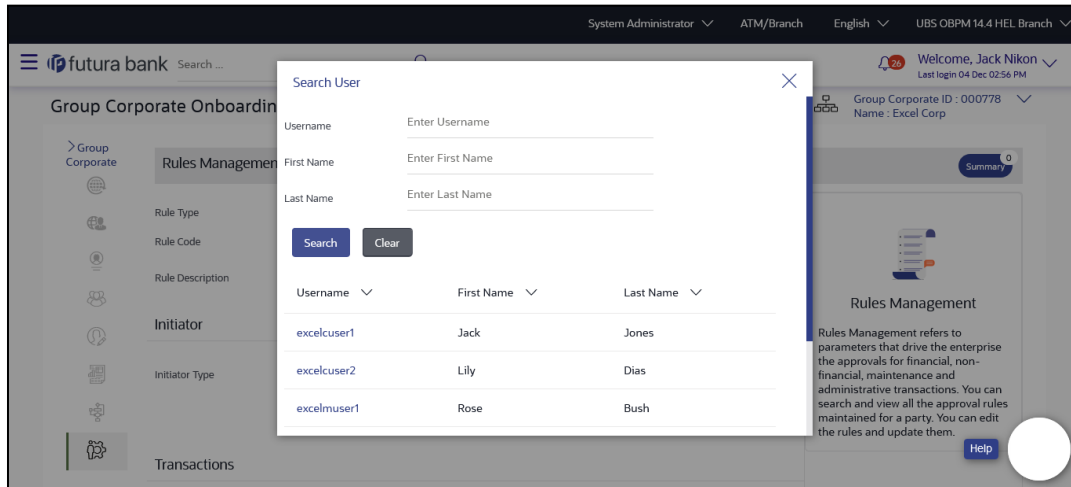 System Administrator ATM/Branch English UBS OBPM 14.4 HEL Branch
futura bank Search ... 26 Welcome, Jack Nikon
Last login 04 Dec 02:56 PM
Search User
Group Corporate Onboardin
Group Corporate ID : 000778
Name : Excel Corp
Username Enter Username
Group
Corporate
Rules Managemen
First Name Enter First Name
Summary 0
Last Name Enter Last Name
Rule Type
Rule Code
Search Clear
Rule Description
Username First Name Last Name
Rules Management
Initiator
excelcuser1 Jack Jones
Rules Management refers to
parameters that drive the enterprise
the approvals for financial, non-
financial, maintenance and
administrative transactions. You can
search and view all the approval rules
maintained for a party. You can edit
the rules and update them.
Initiator Type
excelcuser2 Lily Dias
excelmuser1 Rose Bush
Help
Transactions